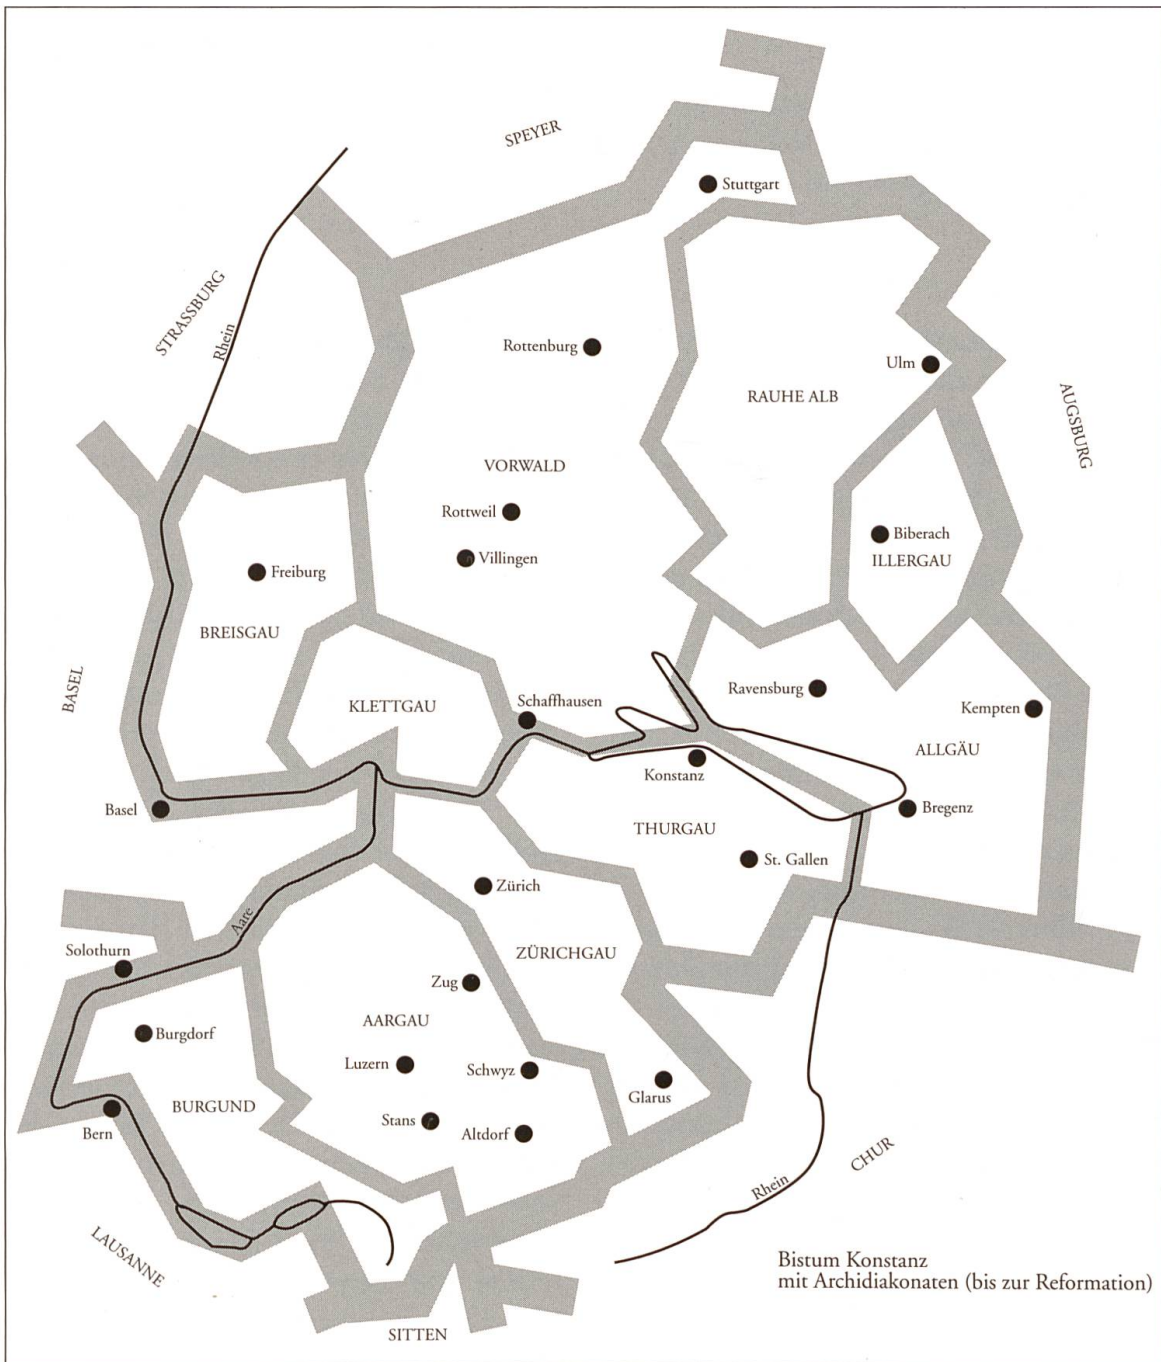 SPEYER
Stuttgart
STRASSBURG
Rhein
Rottenburg
Ulm
RAUHE ALB
AUGSBURG
VORWALD
Rottweil
Biberach
Villingen
ILLERGAU
Freiburg
BREISGAU
BASEL
Ravensburg
Schaffhausen
KLETTGAU
Kempten
ALLGÄU
Konstanz
Basel
Bregenz
THURGAU
St. Gallen
Zürich
Aare
Solothurn
ZÜRICHGAU
Zug
AARGAU
Burgdorf
Luzern
Schwyz
Glarus
BURGUND
Stans
Bern
Altdorf
CHUR
Rhein
LAUSANNE
Bistum Konstanz
mit Archidiakonaten (bis zur Reformation)
SITTEN